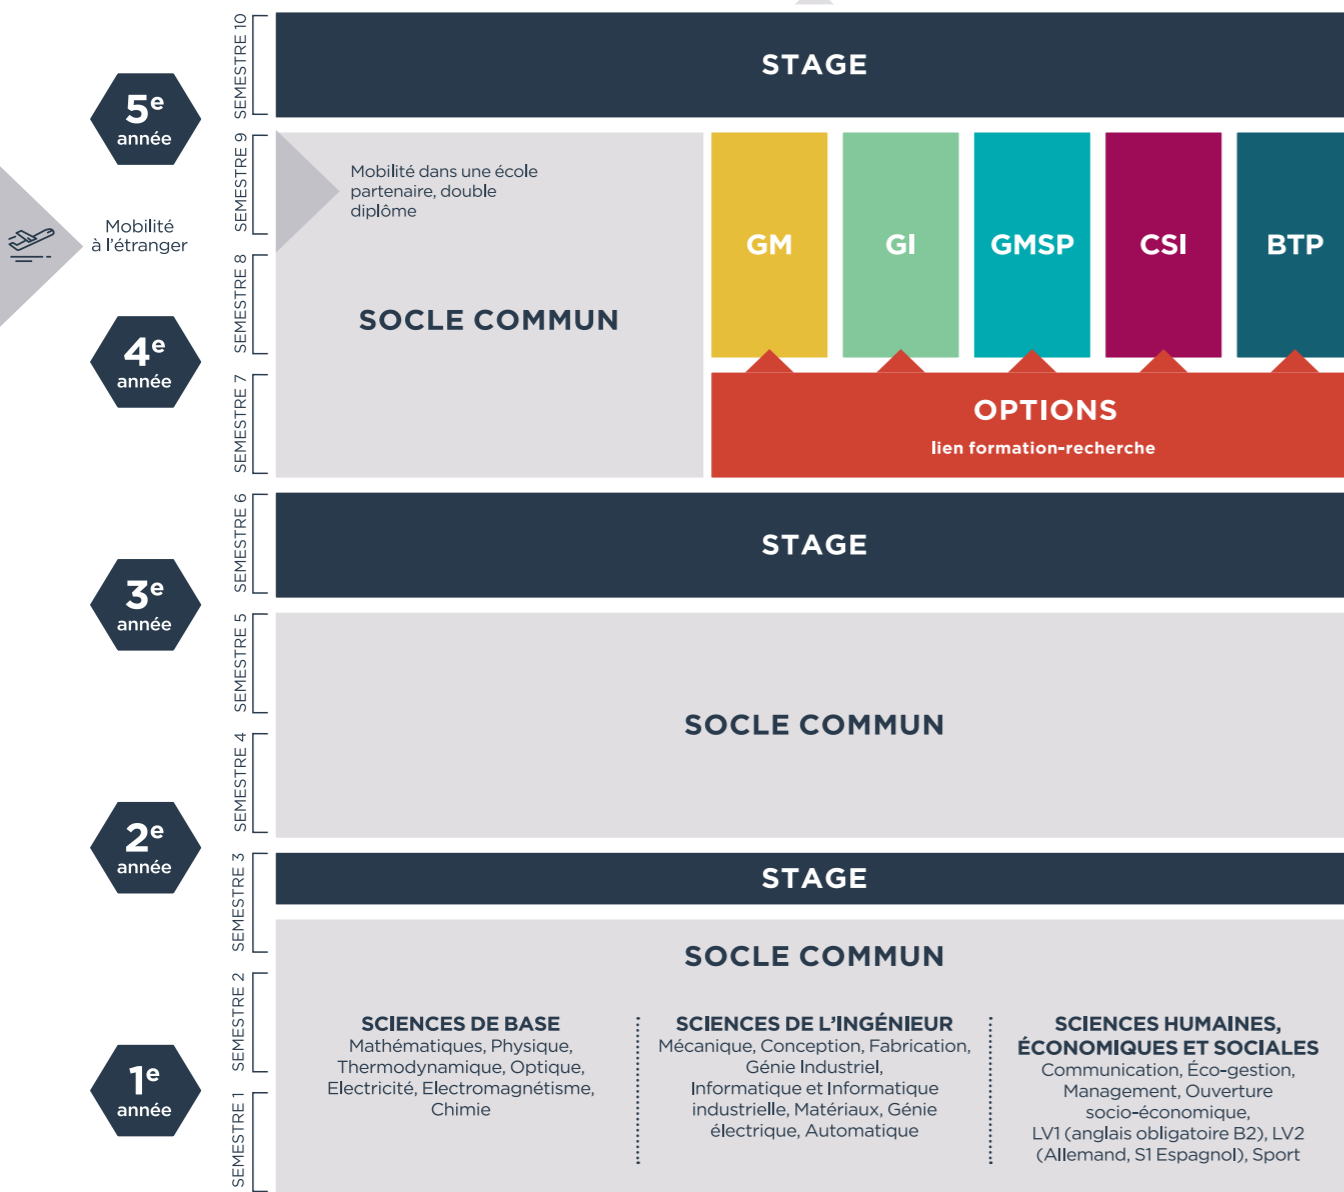 SEMESTRE 10
STAGE
5e
année
SEMESTRE 9
Mobilité dans une école
partenaire, double
diplôme
Mobilité
à l'étranger
GM
GI
GMSP
CSI
BTP
SEMESTRE 8
SOCLE COMMUN
4e
année
SEMESTRE 7
OPTIONS
lien formation-recherche
SEMESTRE 6
STAGE
3e
année
SEMESTRE 5
SOCLE COMMUN
SEMESTRE 4
2e
année
SEMESTRE 3
STAGE
SOCLE COMMUN
SEMESTRE 2
SCIENCES DE BASE
Mathématiques, Physique,
Thermodynamique, Optique,
Electricité, Electromagnétisme,
Chimie
SCIENCES DE L'INGÉNIEUR
Mécanique, Conception, Fabrication,
Génie Industriel,
Informatique et Informatique
industrielle, Matériaux, Génie
électrique, Automatique
SCIENCES HUMAINES,
ÉCONOMIQUES ET SOCIALES
Communication, Éco-gestion,
Management, Ouverture
socio-économique,
LV1 (anglais obligatoire B2), LV2
(Allemand, S1 Espagnol), Sport
1e
année
SEMESTRE 1